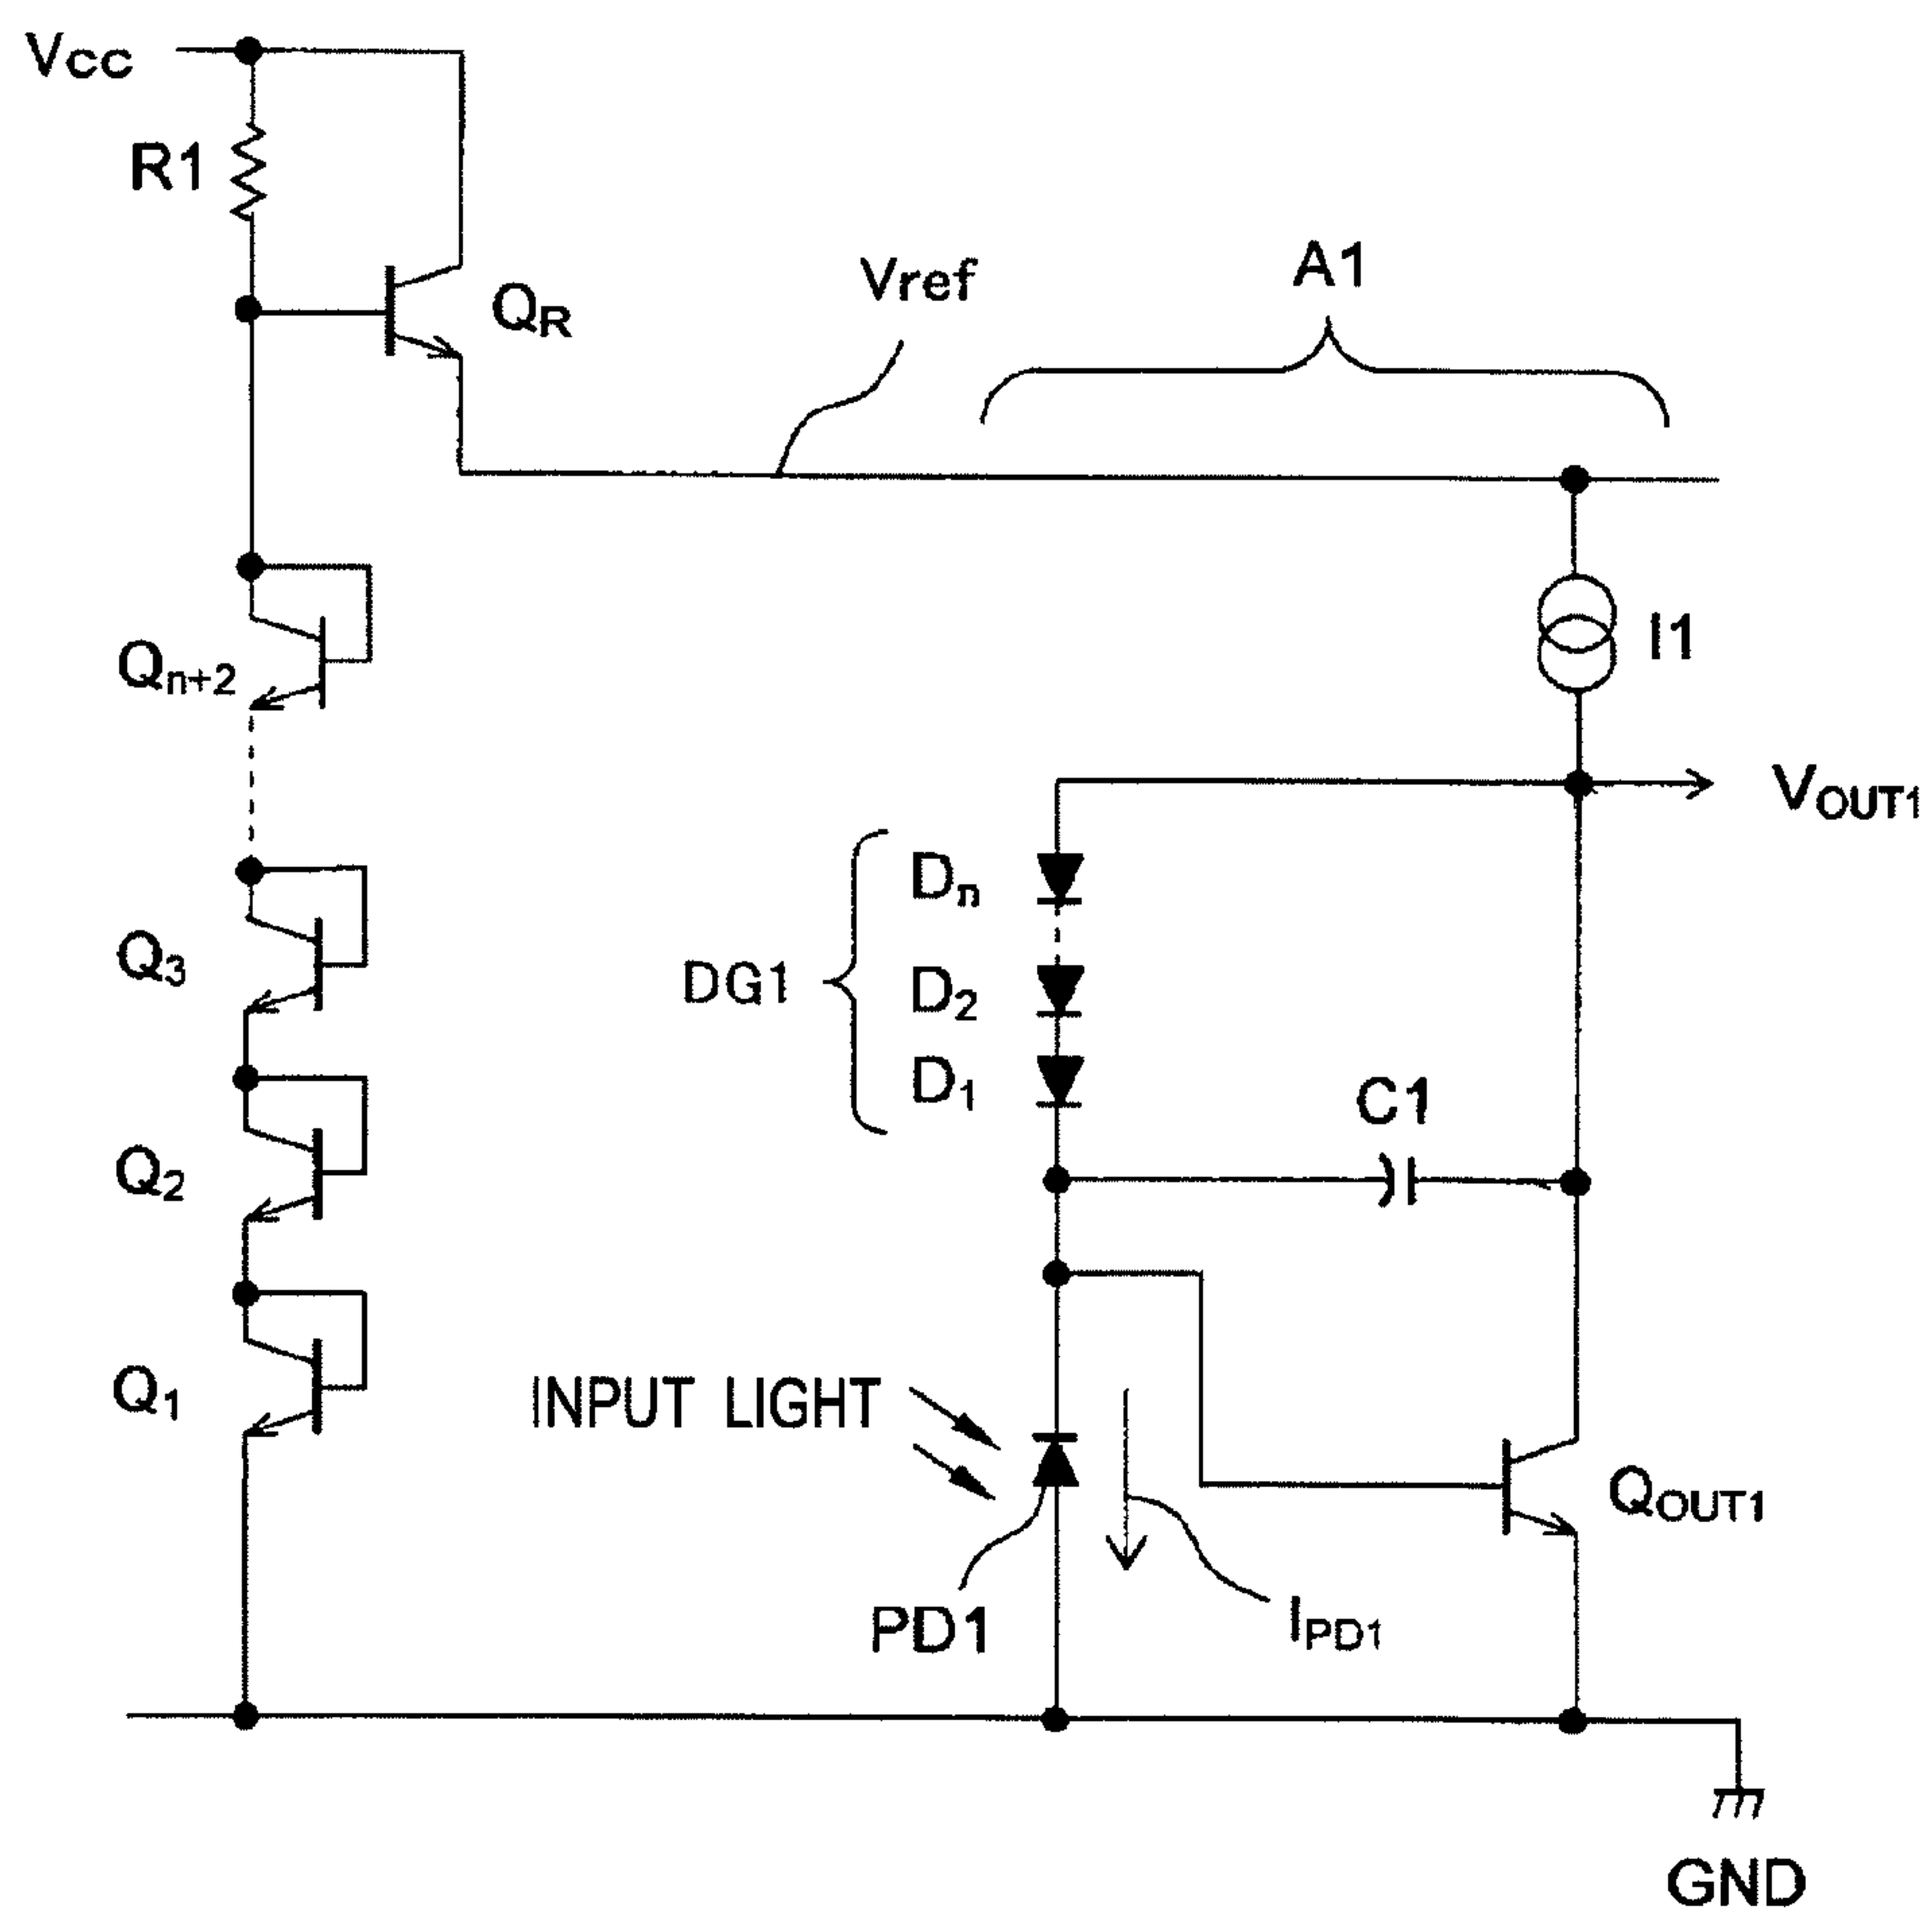 VCC
R1
QR
Vref
A1
I1
Qn+2
VOUT1
Dn
Q3
DG1
D2
D1
C1
Q2
Q1
INPUT LIGHT
QOUT1
PD1
IPD1
GND